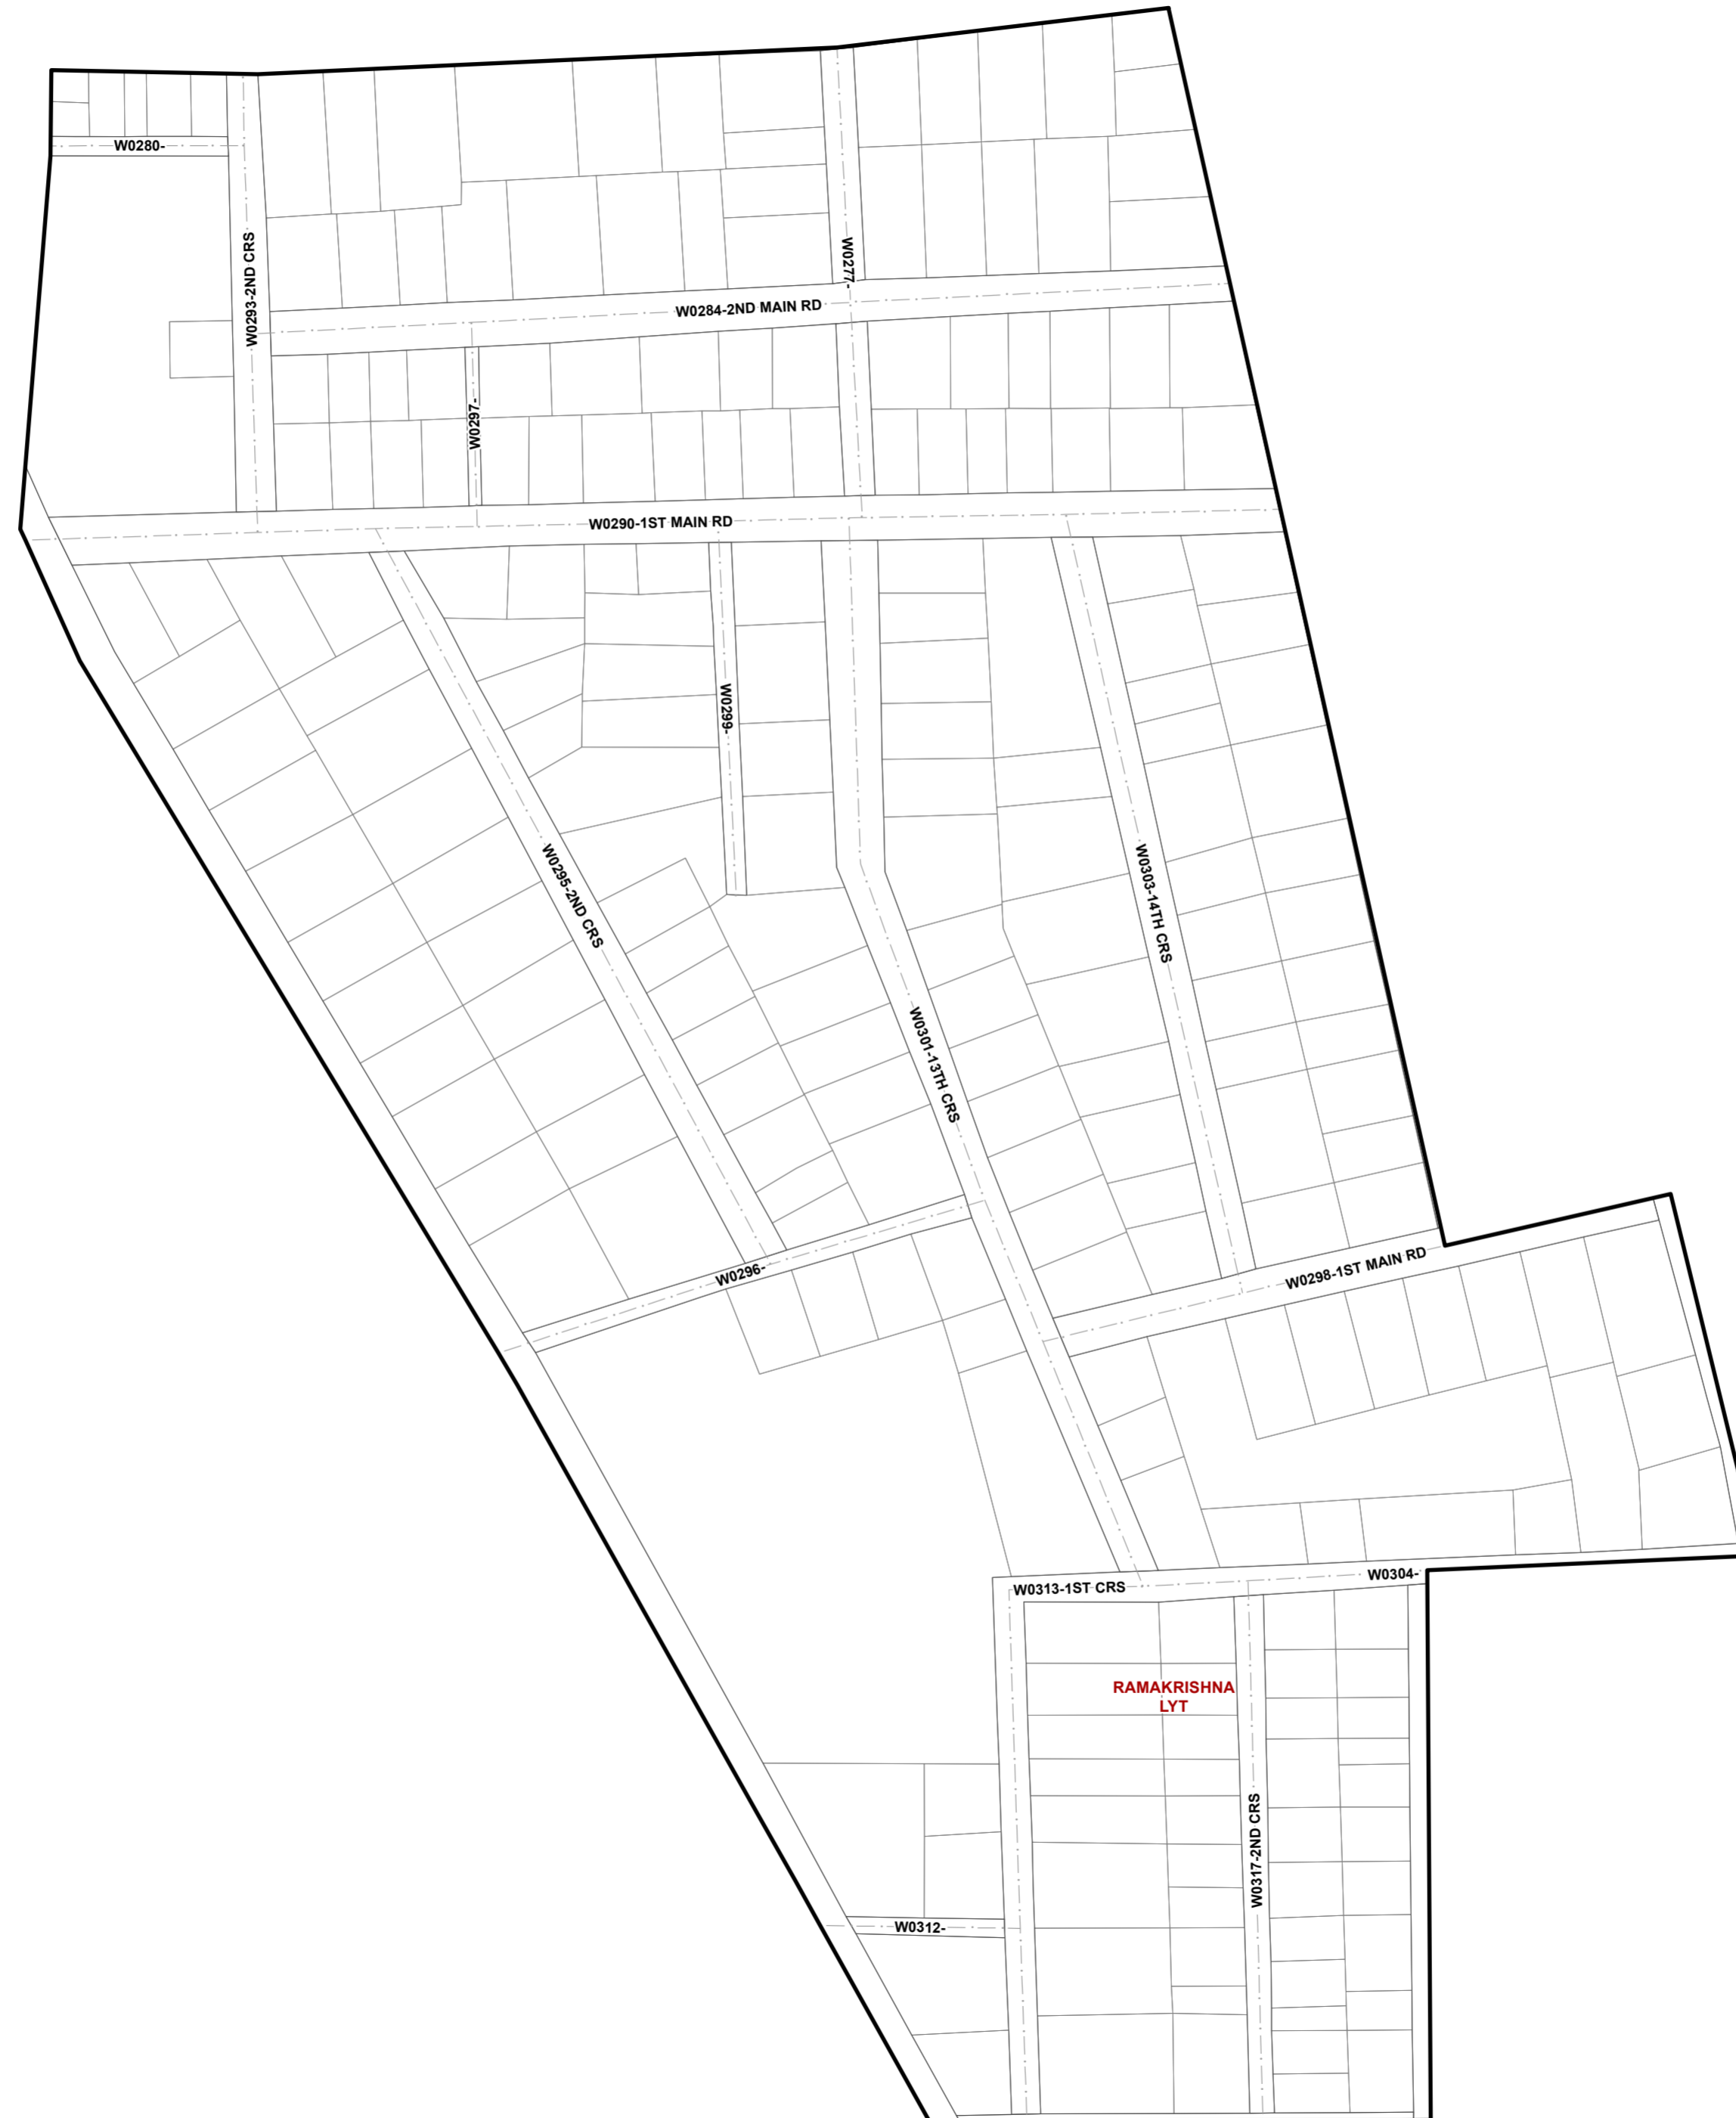 W0280-
W0293-2ND CRS
W0277-
W0284-2ND MAIN RD
W0297-
W0290-1ST MAIN RD
W0299-
W0295-2ND CRS
W0303-14TH CRS
W0301-13TH CRS
W0296-
W0298-1ST MAIN RD
W0304-
W0313-1ST CRS
RAMAKRISHNA
LYT
W0317-2ND CRS
W0312-